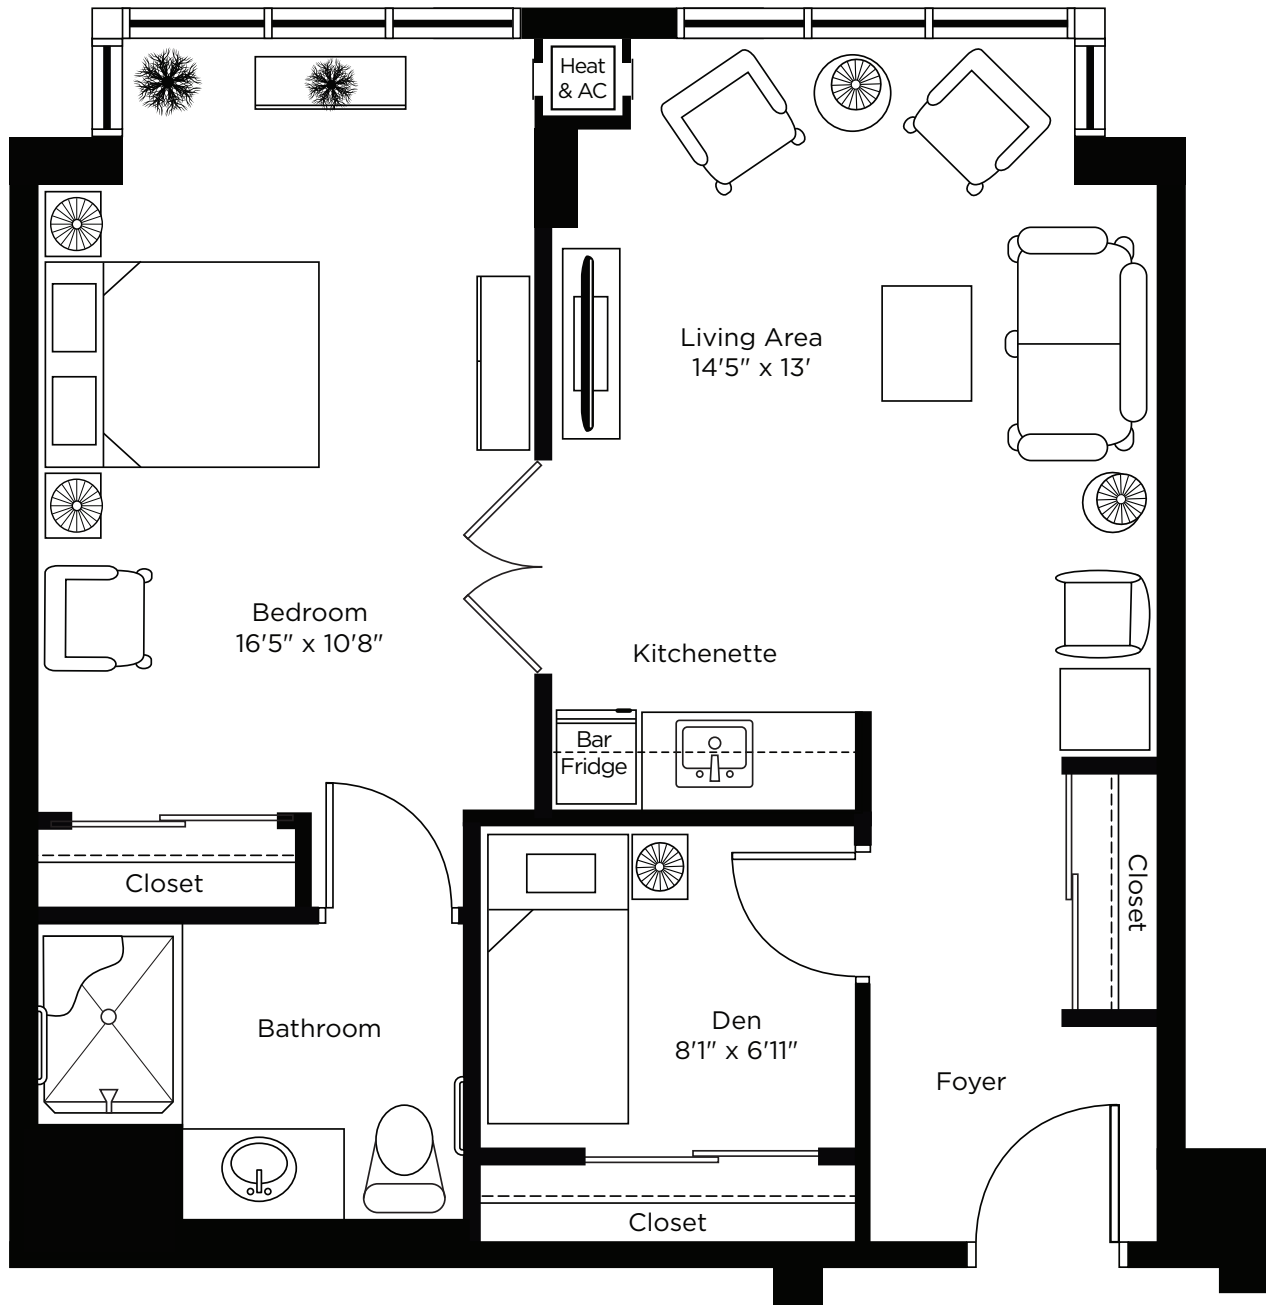 Heat
& AC
Living Area
14'5" x 13'
Bedroom
16'5" x 10'8"
Kitchenette
Bar
Fridge
Closet
Closet
Bathroom
Den
8'1" x 6'11"
Foyer
Closet